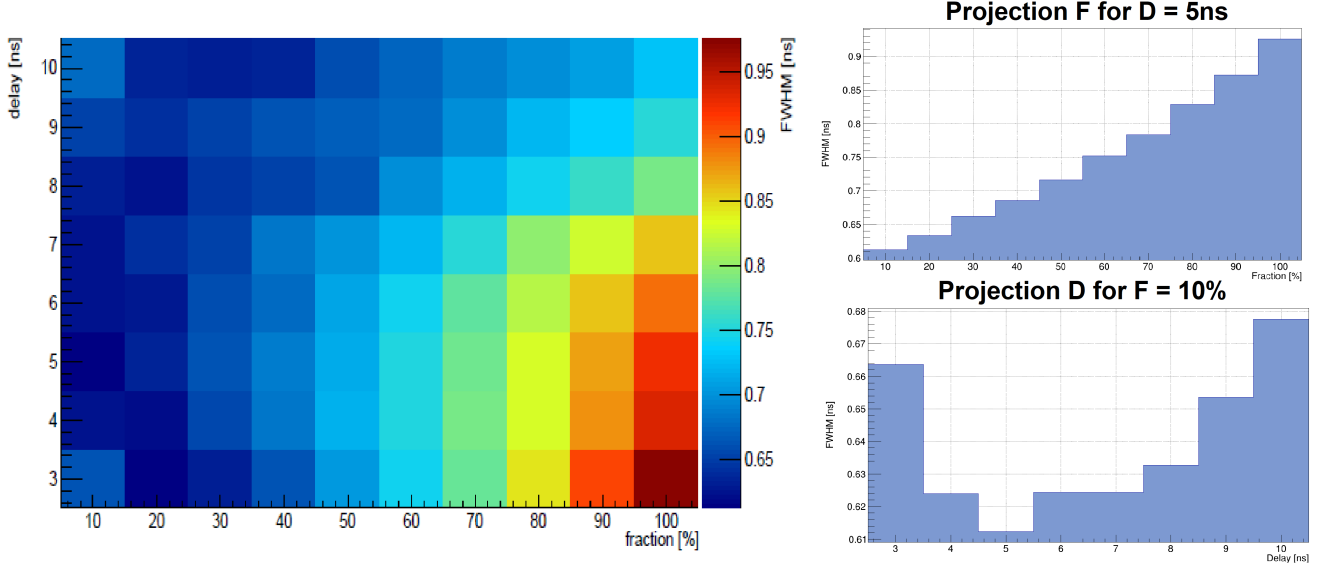 delay [ns]
10
9
8
7
6
5
4
3
10 20 30 40 50 60 70 80 90 100
fraction [%]
FWHM [ns]
0.95
0.9
0.85
0.8
0.75
0.7
0.65
Projection F for D = 5ns
FWHM [ns]
0.9
0.85
0.8
0.75
0.7
0.65
0.6
10 20 30 40 50 60 70 80 90 100
Fraction [%]
Projection D for F = 10%
FWHM [ns]
0.68
0.67
0.66
0.65
0.64
0.63
0.62
0.61
3 4 5 6 7 8 9 10
Delay [ns]